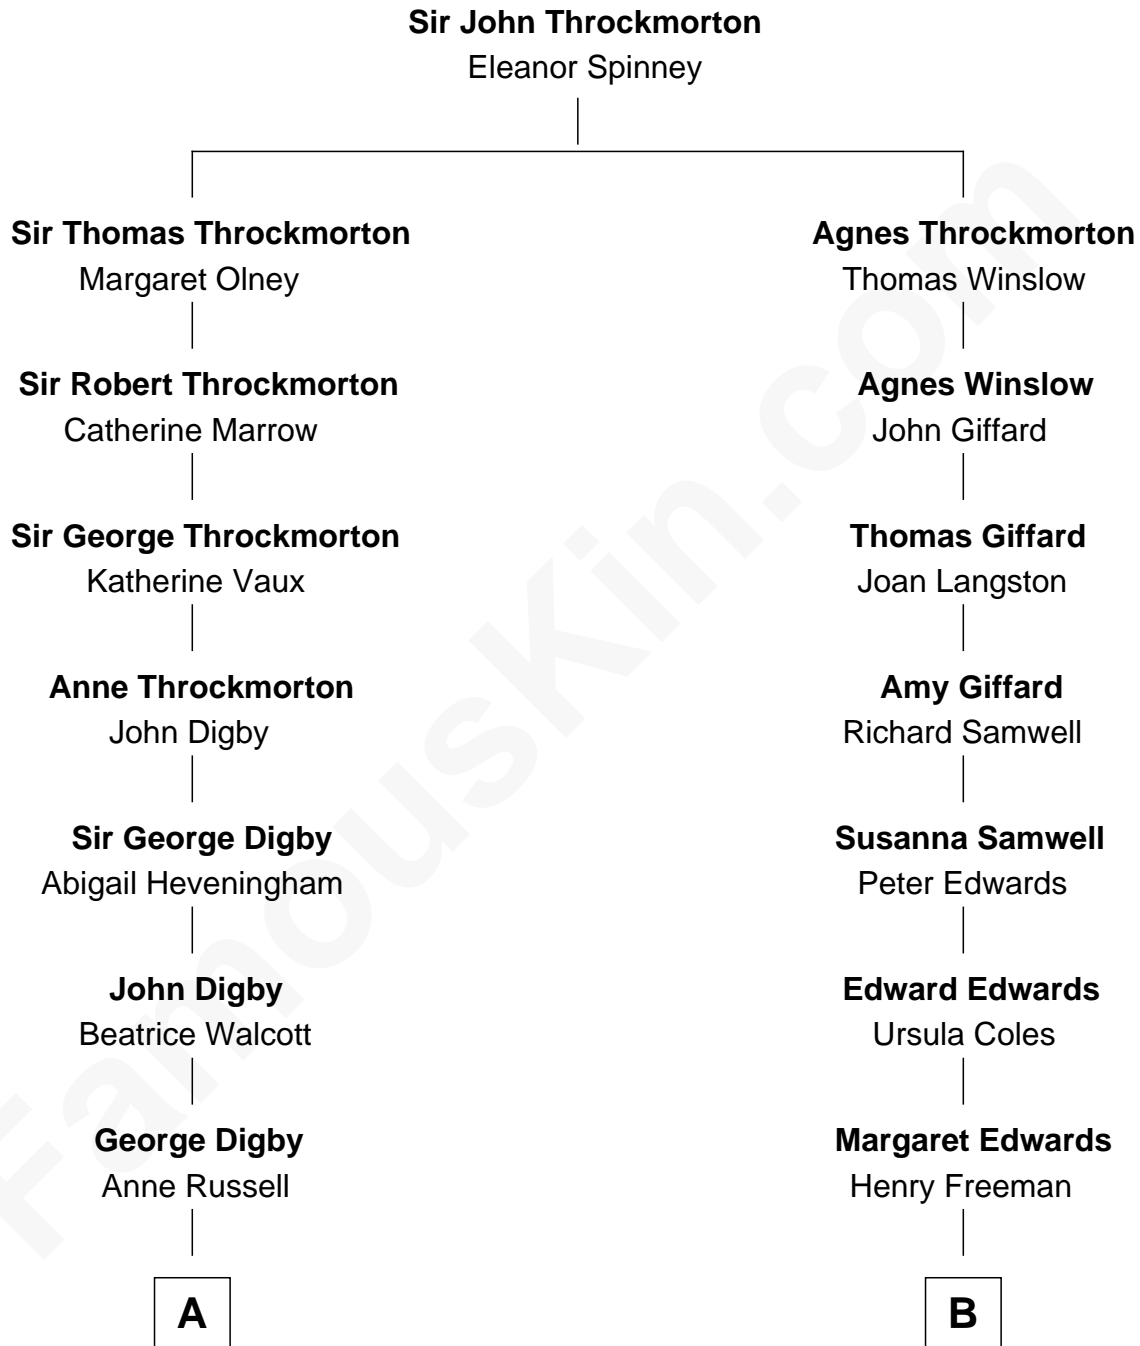 Sir John Throckmorton
Eleanor Spinney
Sir Thomas Throckmorton
Margaret Olney
Agnes Throckmorton
Thomas Winslow
Sir Robert Throckmorton
Catherine Marrow
Agnes Winslow
John Giffard
Sir George Throckmorton
Katherine Vaux
Thomas Giffard
Joan Langston
Anne Throckmorton
John Digby
Amy Giffard
Richard Samwell
Sir George Digby
Abigail Heveningham
Susanna Samwell
Peter Edwards
John Digby
Beatrice Walcott
Edward Edwards
Ursula Coles
George Digby
Anne Russell
Margaret Edwards
Henry Freeman
A
B
FamousKin.com